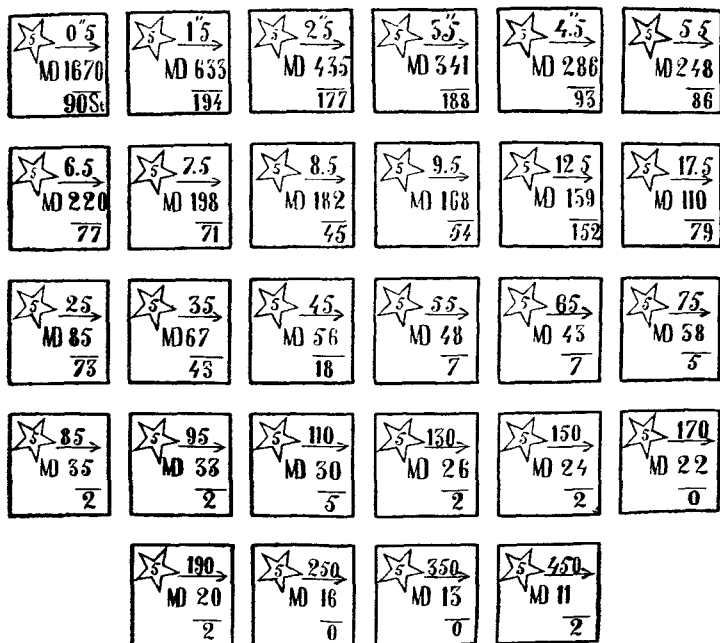 5 0"5
MD 1670
90St
5 1"5
MD 633
194
5 2"5
MD 435
177
5 3"5
MD 341
188
5 4"5
MD 286
93
5 5 5
MD 248
86
5 6.5
MD 220
77
5 7.5
MD 198
71
5 8.5
MD 182
45
5 9.5
MD 168
54
5 12 5
MD 139
152
5 17.5
MD 110
79
5 25
MD 85
73
5 35
MD 67
43
5 45
MD 56
18
5 55
MD 48
7
5 65
MD 43
7
5 75
MD 38
5
5 85
MD 35
2
5 95
MD 33
2
5 110
MD 30
5
5 130
MD 26
2
5 150
MD 24
2
5 170
MD 22
0
5 190
MD 20
2
5 250
MD 16
0
5 350
MD 13
0
5 450
MD 11
2